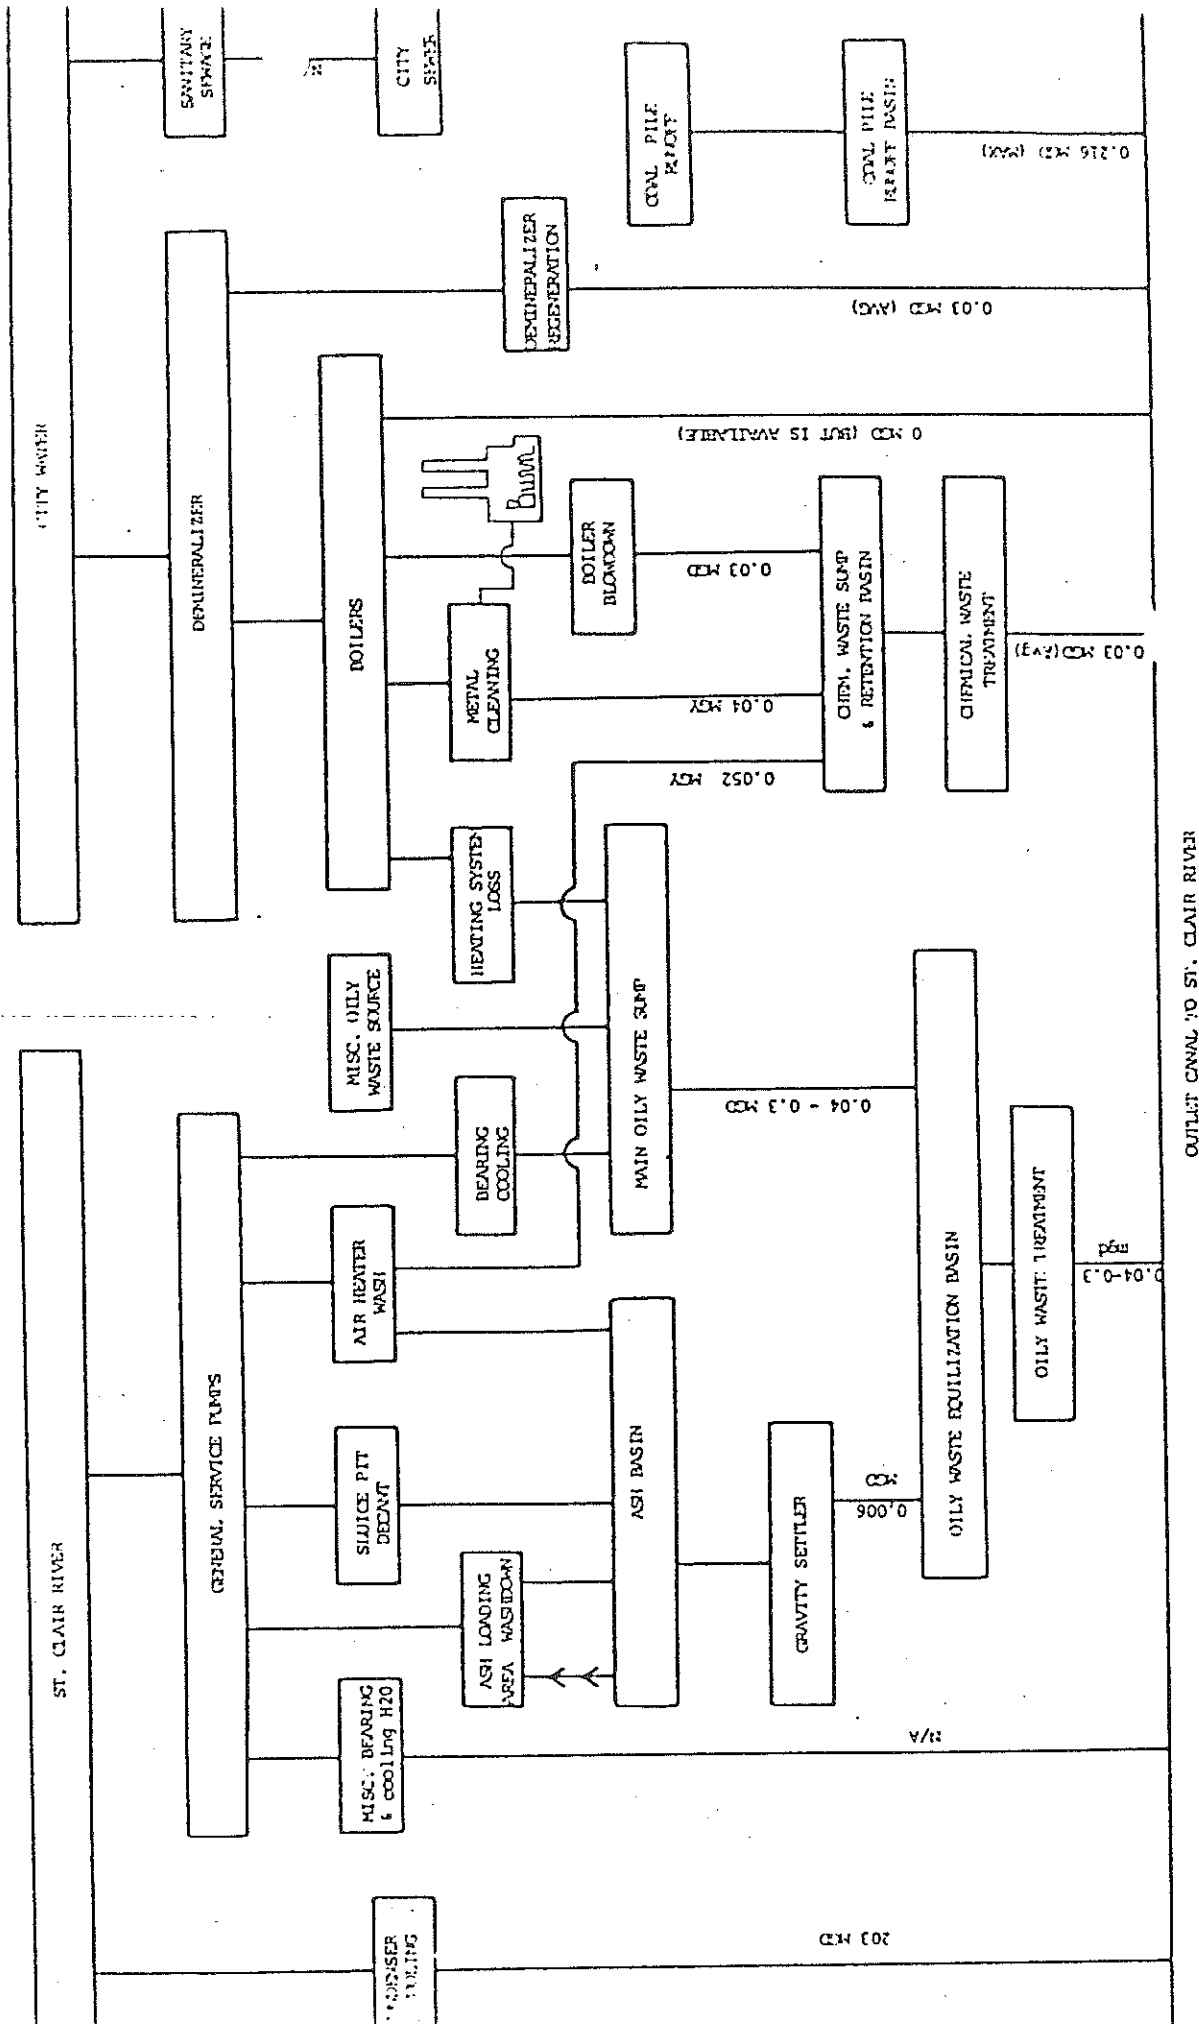 ST. CLAIR RIVER
CITY WATER
GENERAL SERVICE PUMPS
DEMINERALIZER
SANITARY
SEWAGE
MISC. BEARING
& cooling H20
SLUICE PIT
DECANT
AIR HEATER
WASH
MISC. OILY
WASTE SOURCE
BOILERS
CITY
SEWER
COOLING
ASH LOADING
AREA WASHDOWN
BEARING
COOLING
HEATING SYSTEM
LOSS
METAL
CLEANING
Burn
DEMINERALIZER
REGENERATION
BOILER
BLOWDOWN
COAL PILE
RUNOFF
ASH BASIN
MAIN OILY WASTE SUMP
0.052 MGY
0.04 MGY
0.03 MGD
0 MGD (BUT IS AVAILABLE)
GRAVITY SETTLER
0.04 - 0.3 MGD
CHEM. WASTE SUMP
& RETENTION BASIN
COAL PILE
RUNOFF BASIN
203 MGD
N/A
0.006
MGD
0.03 MGD (AVG)
OILY WASTE EQUILIZATION BASIN
CHEMICAL WASTE
TREATMENT
0.216 MGD (MAX)
OILY WASTE TREATMENT
0.03 MGD (Avg)
0.04-0.3
mgd
OUTLET CANAL TO ST. CLAIR RIVER